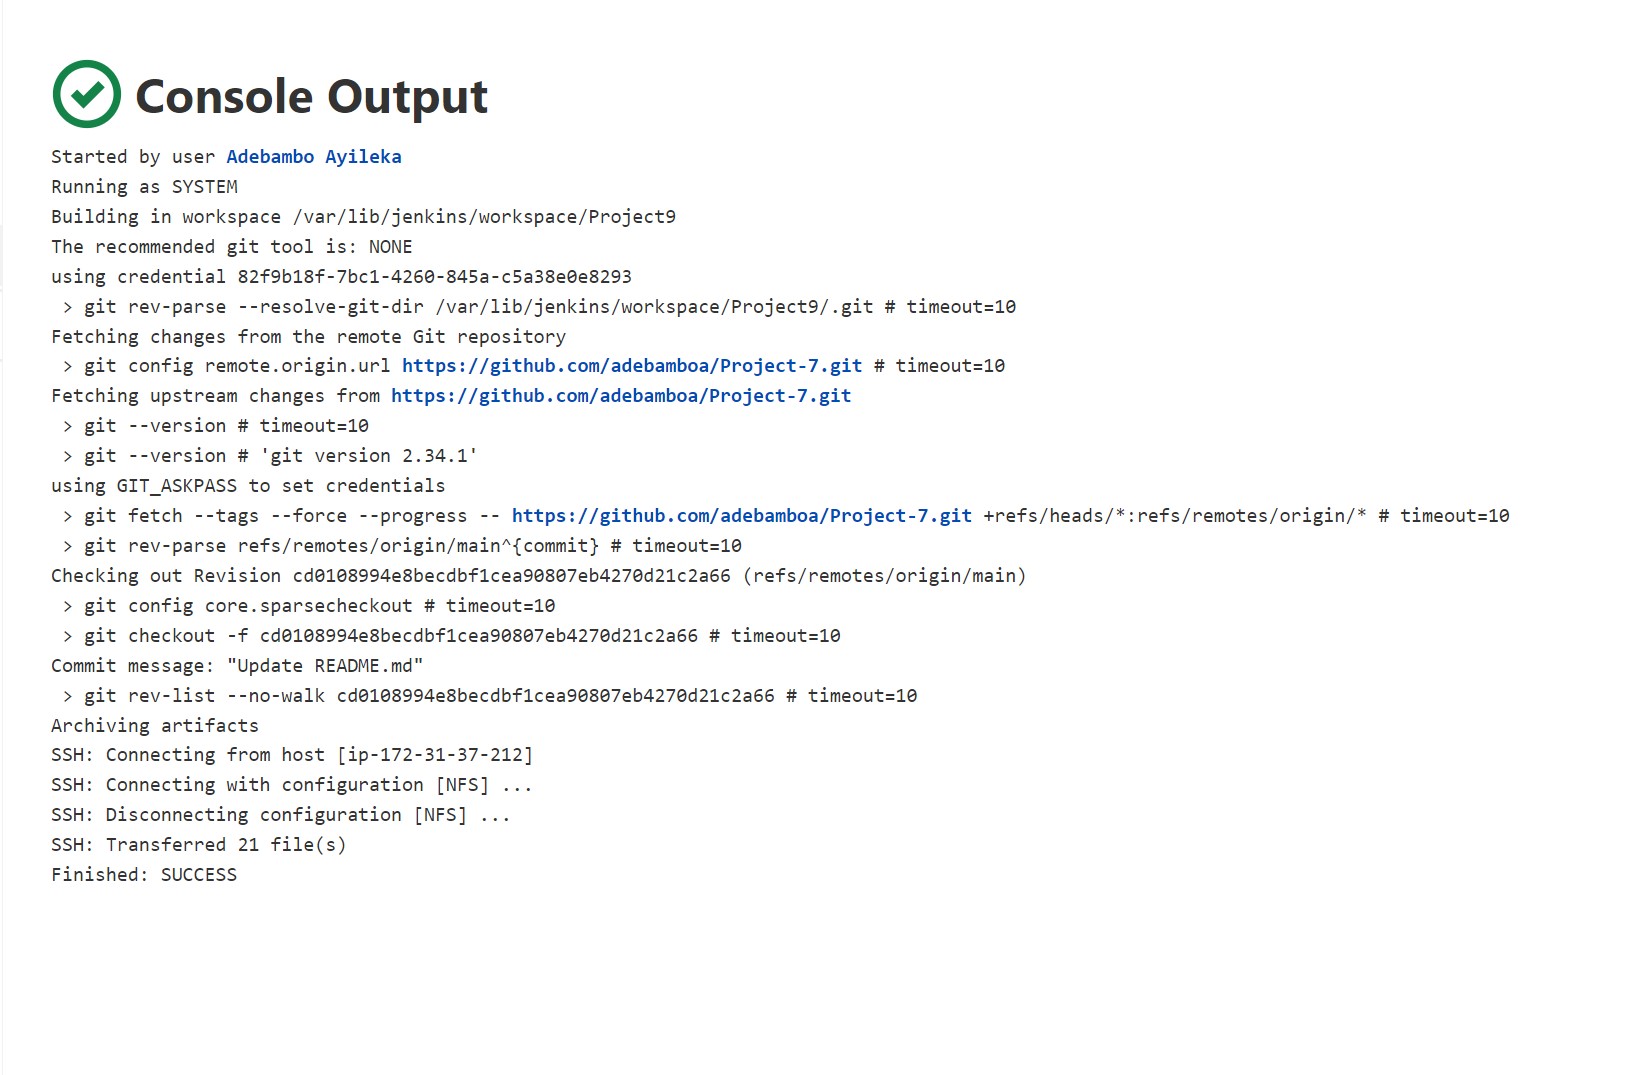 Console Output
Started by user Adebambo Ayileka
Running as SYSTEM
Building in workspace /var/lib/jenkins/workspace/Project9
The recommended git tool is: NONE
using credential 82f9b18f-7bc1-4260-845a-c5a38e0e8293
 > git rev-parse --resolve-git-dir /var/lib/jenkins/workspace/Project9/.git # timeout=10
Fetching changes from the remote Git repository
 > git config remote.origin.url https://github.com/adebamboa/Project-7.git # timeout=10
Fetching upstream changes from https://github.com/adebamboa/Project-7.git
 > git --version # timeout=10
 > git --version # 'git version 2.34.1'
using GIT_ASKPASS to set credentials
 > git fetch --tags --force --progress -- https://github.com/adebamboa/Project-7.git +refs/heads/*:refs/remotes/origin/* # timeout=10
 > git rev-parse refs/remotes/origin/main^{commit} # timeout=10
Checking out Revision cd0108994e8becdbf1cea90807eb4270d21c2a66 (refs/remotes/origin/main)
 > git config core.sparsecheckout # timeout=10
 > git checkout -f cd0108994e8becdbf1cea90807eb4270d21c2a66 # timeout=10
Commit message: "Update README.md"
 > git rev-list --no-walk cd0108994e8becdbf1cea90807eb4270d21c2a66 # timeout=10
Archiving artifacts
SSH: Connecting from host [ip-172-31-37-212]
SSH: Connecting with configuration [NFS] ...
SSH: Disconnecting configuration [NFS] ...
SSH: Transferred 21 file(s)
Finished: SUCCESS